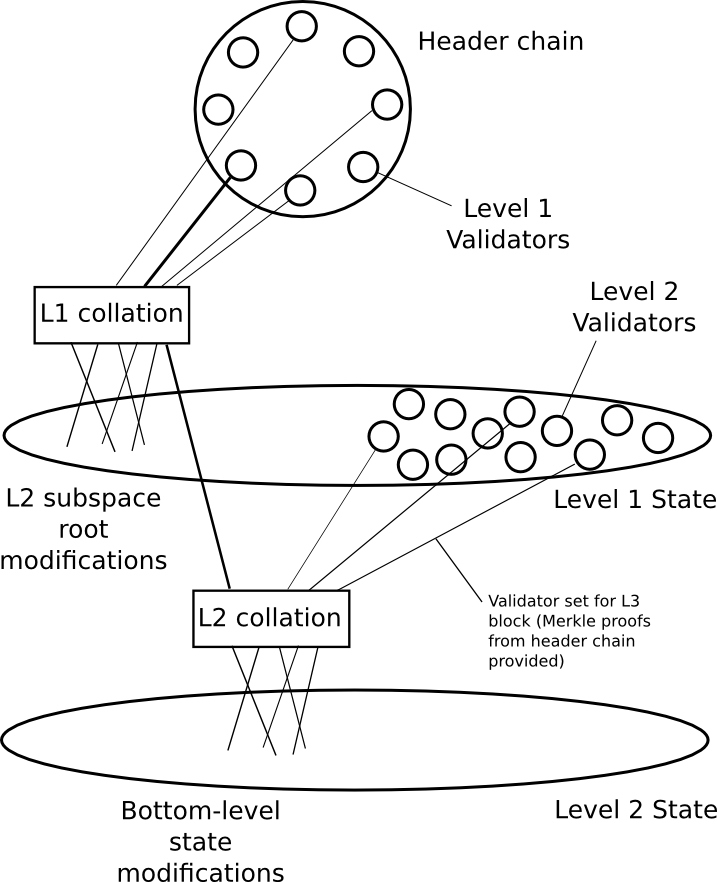 Header chain
Level 1
Validators
L1 collation
Level 2
Validators
L2 subspace
root
modifications
Level 1 State
L2 collation
Validator set for L3
block (Merkle proofs
from header chain
provided)
Bottom-level
state
modifications
Level 2 State